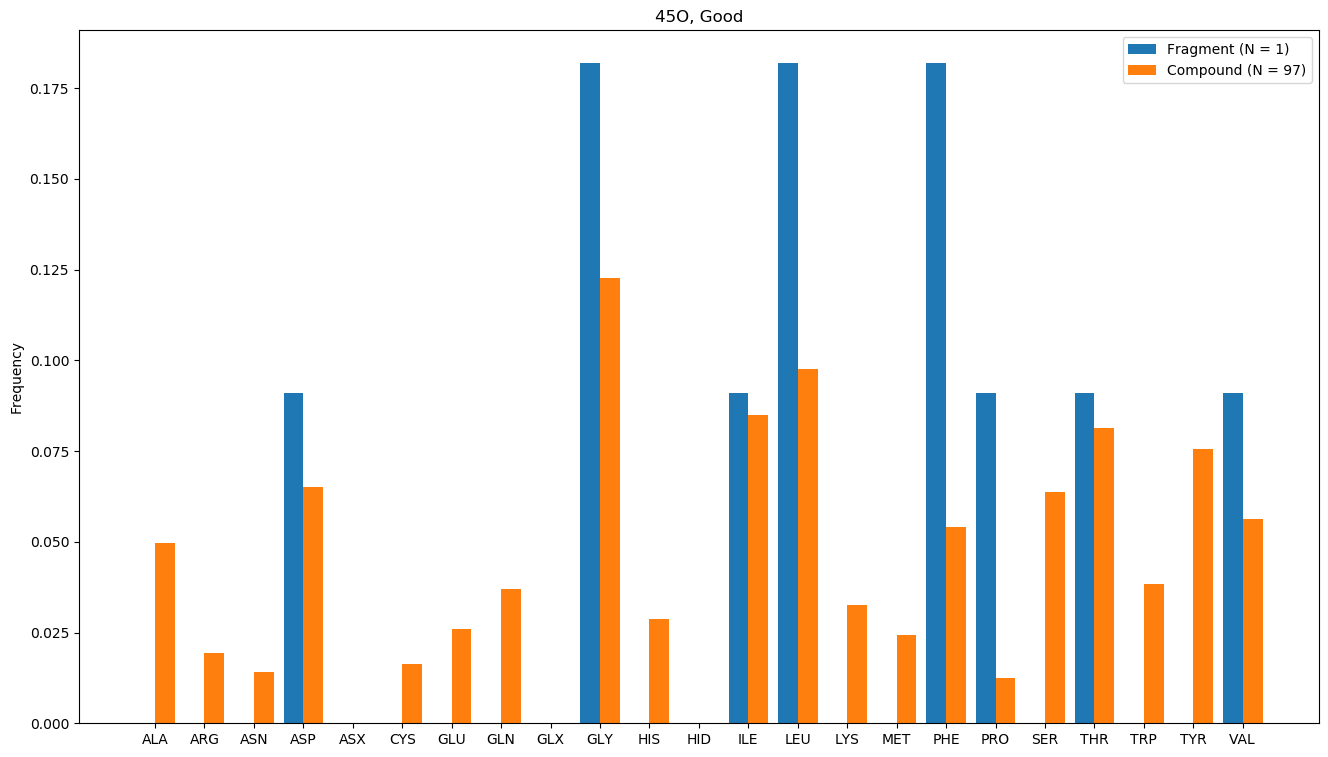 45O, Good
Fragment (N = 1)
Compound (N = 97)
Frequency
0.175
0.150
0.125
0.100
0.075
0.050
0.025
0.000
ALA ARG ASN ASP ASX CYS GLU GLN GLX GLY HIS HID ILE LEU LYS MET PHE PRO SER THR TRP TYR VAL